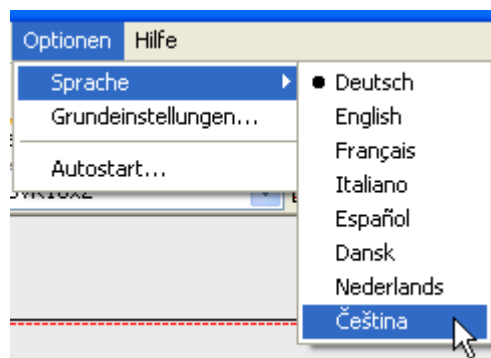 Optionen Hilfe
Sprache
Grundeinstellungen...
Autostart...
Deutsch
English
Français
Italiano
Español
Dansk
Nederlands
Čeština